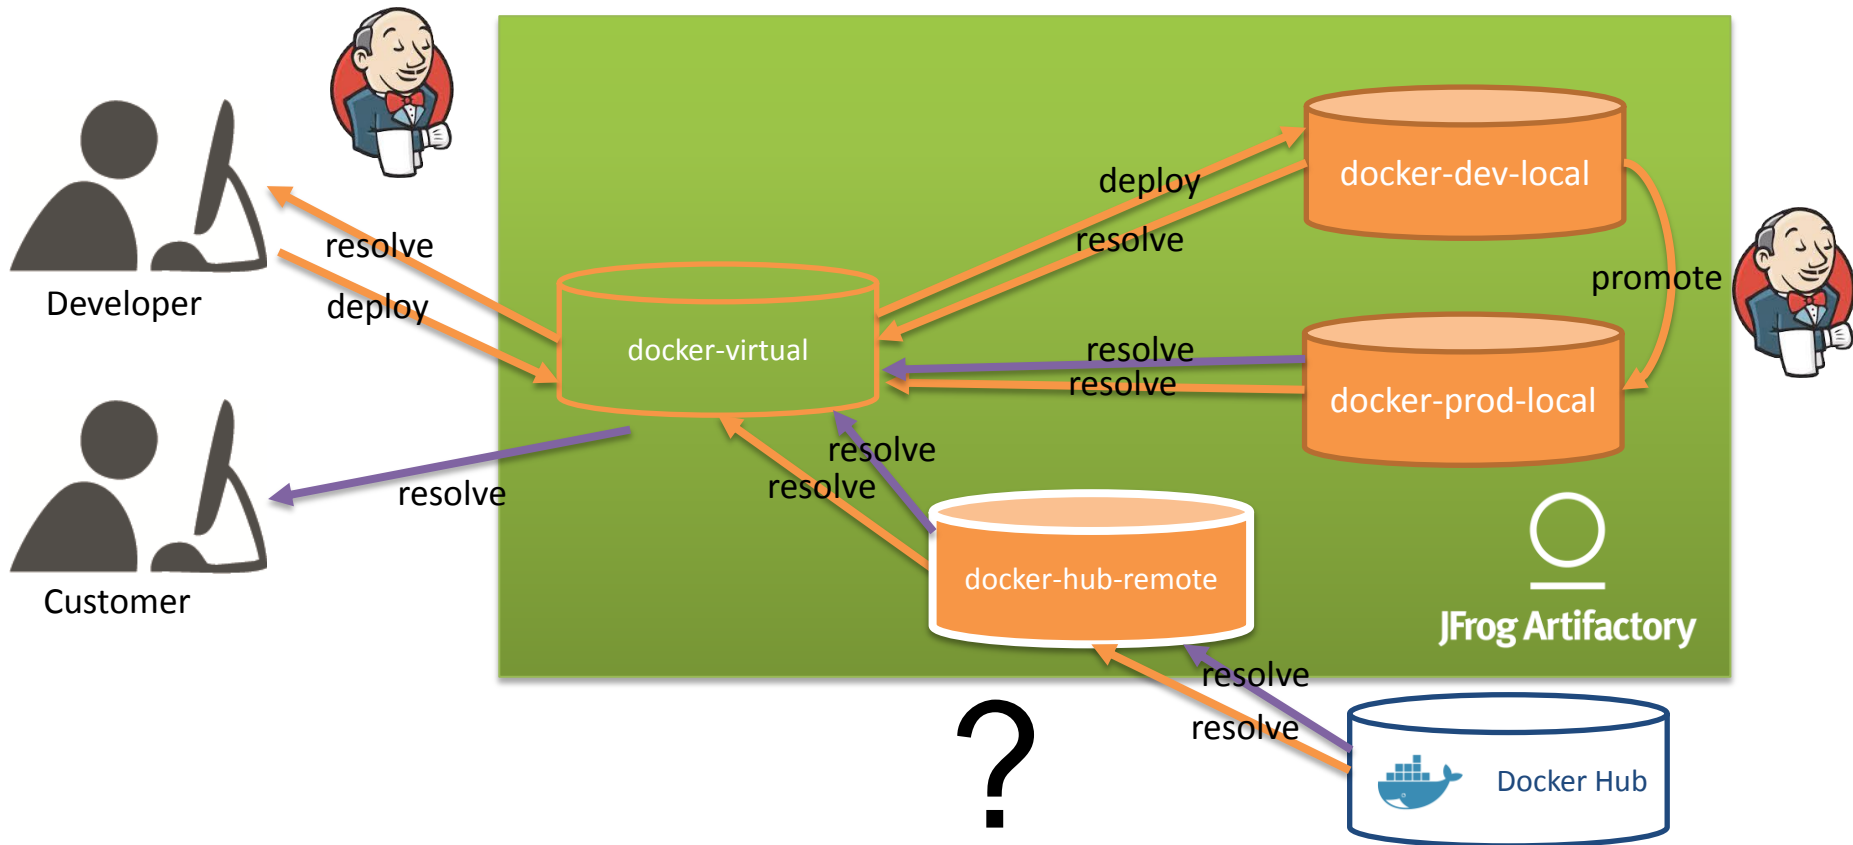 deploy
docker-dev-local
resolve
resolve
Developer
deploy
promote
docker-virtual
resolve
resolve
docker-prod-local
resolve
resolve
resolve
docker-hub-remote
Customer
JFrog Artifactory
resolve
resolve
?
Docker Hub